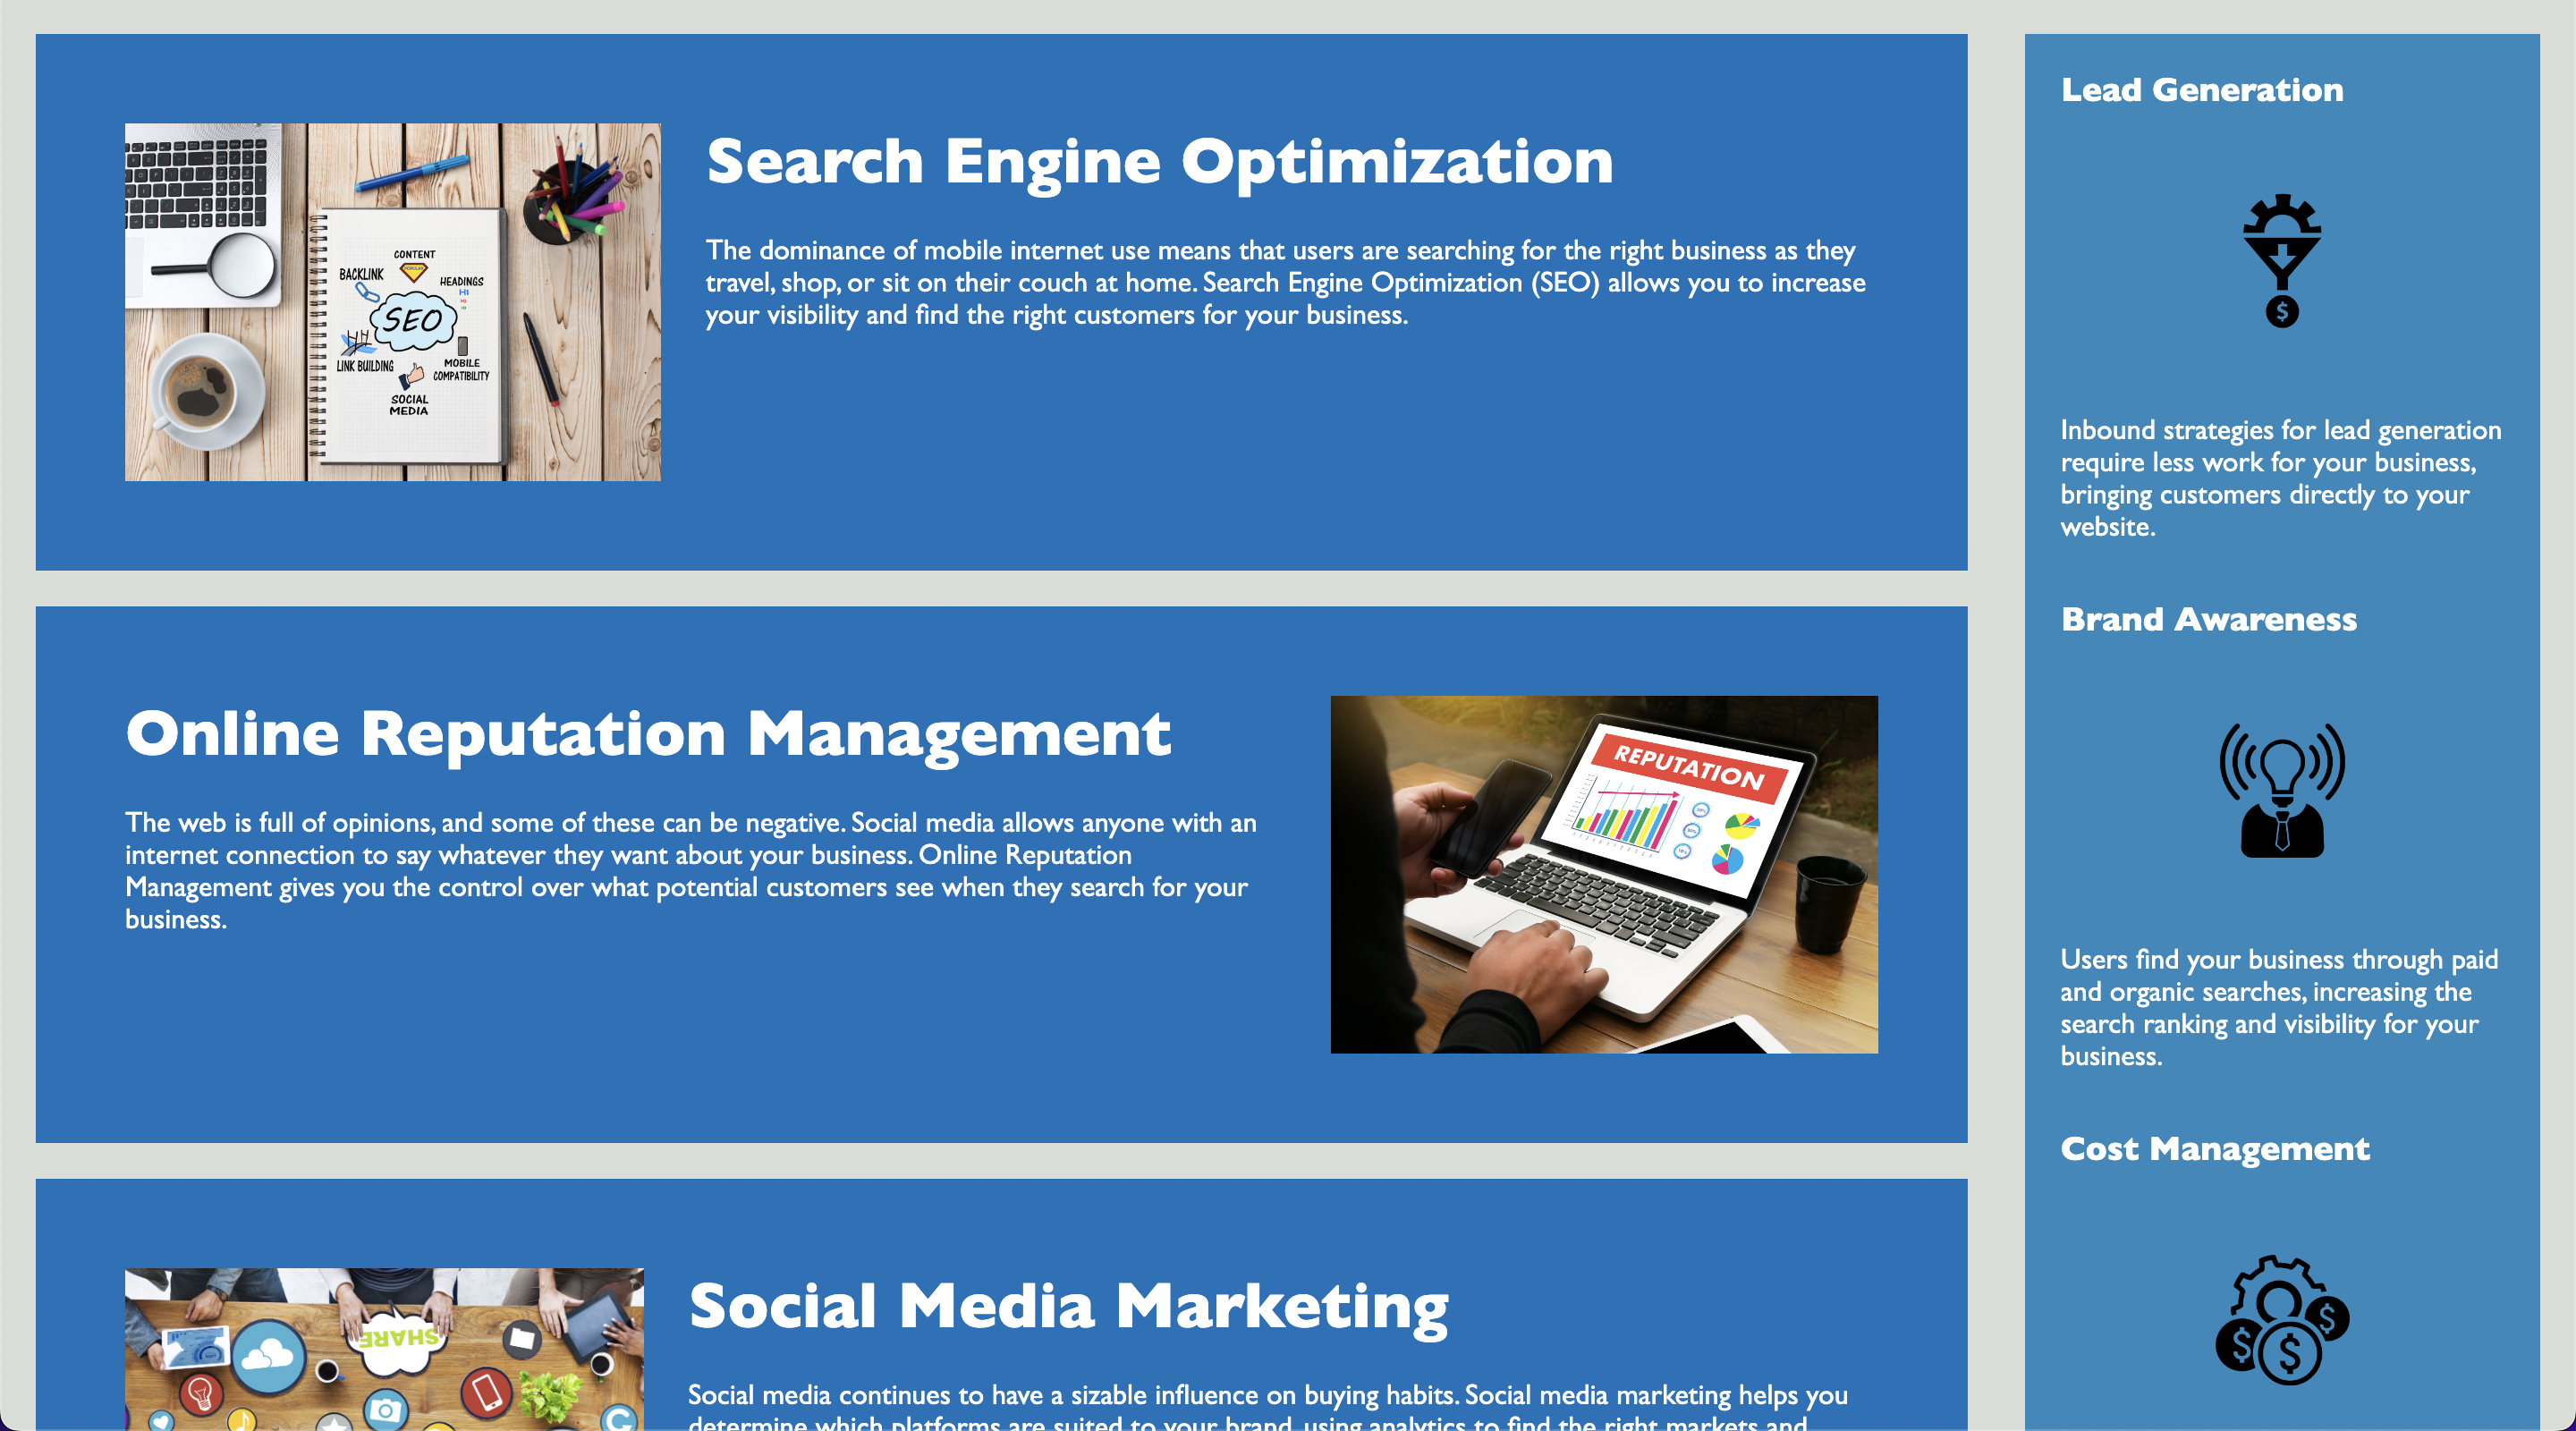 Search Engine Optimization
The dominance of mobile internet use means that users are searching for the right business as they
travel, shop, or sit on their couch at home. Search Engine Optimization (SEO) allows you to increase
your visibility and find the right customers for your business.
CONTENT
BACKLINK
HEADINGS
H1
SEO
LINK BUILDING
MOBILE
COMPATIBILITY
SOCIAL
MEDIA
Online Reputation Management
The web is full of opinions, and some of these can be negative. Social media allows anyone with an
internet connection to say whatever they want about your business. Online Reputation
Management gives you the control over what potential customers see when they search for your
business.
REPUTATION
Social Media Marketing
Social media continues to have a sizable influence on buying habits. Social media marketing helps you
determine which platforms are suited to your brand, using analytics to find the right markets and
SHARE
Lead Generation
$
Inbound strategies for lead generation
require less work for your business,
bringing customers directly to your
website.
Brand Awareness
Users find your business through paid
and organic searches, increasing the
search ranking and visibility for your
business.
Cost Management
$ $ $